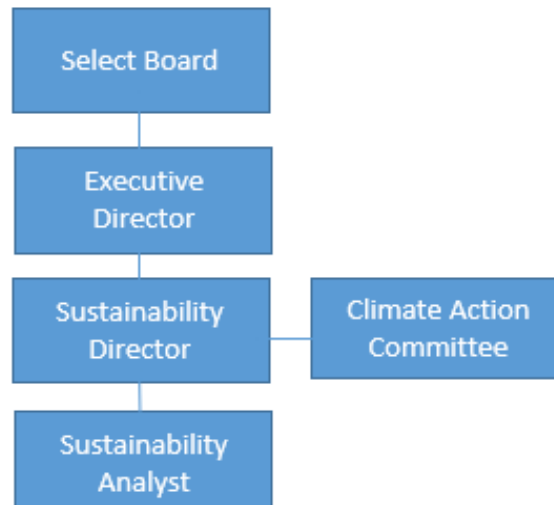 Select Board
Executive
Director
Sustainability
Director
Climate Action
Committee
Sustainability
Analyst